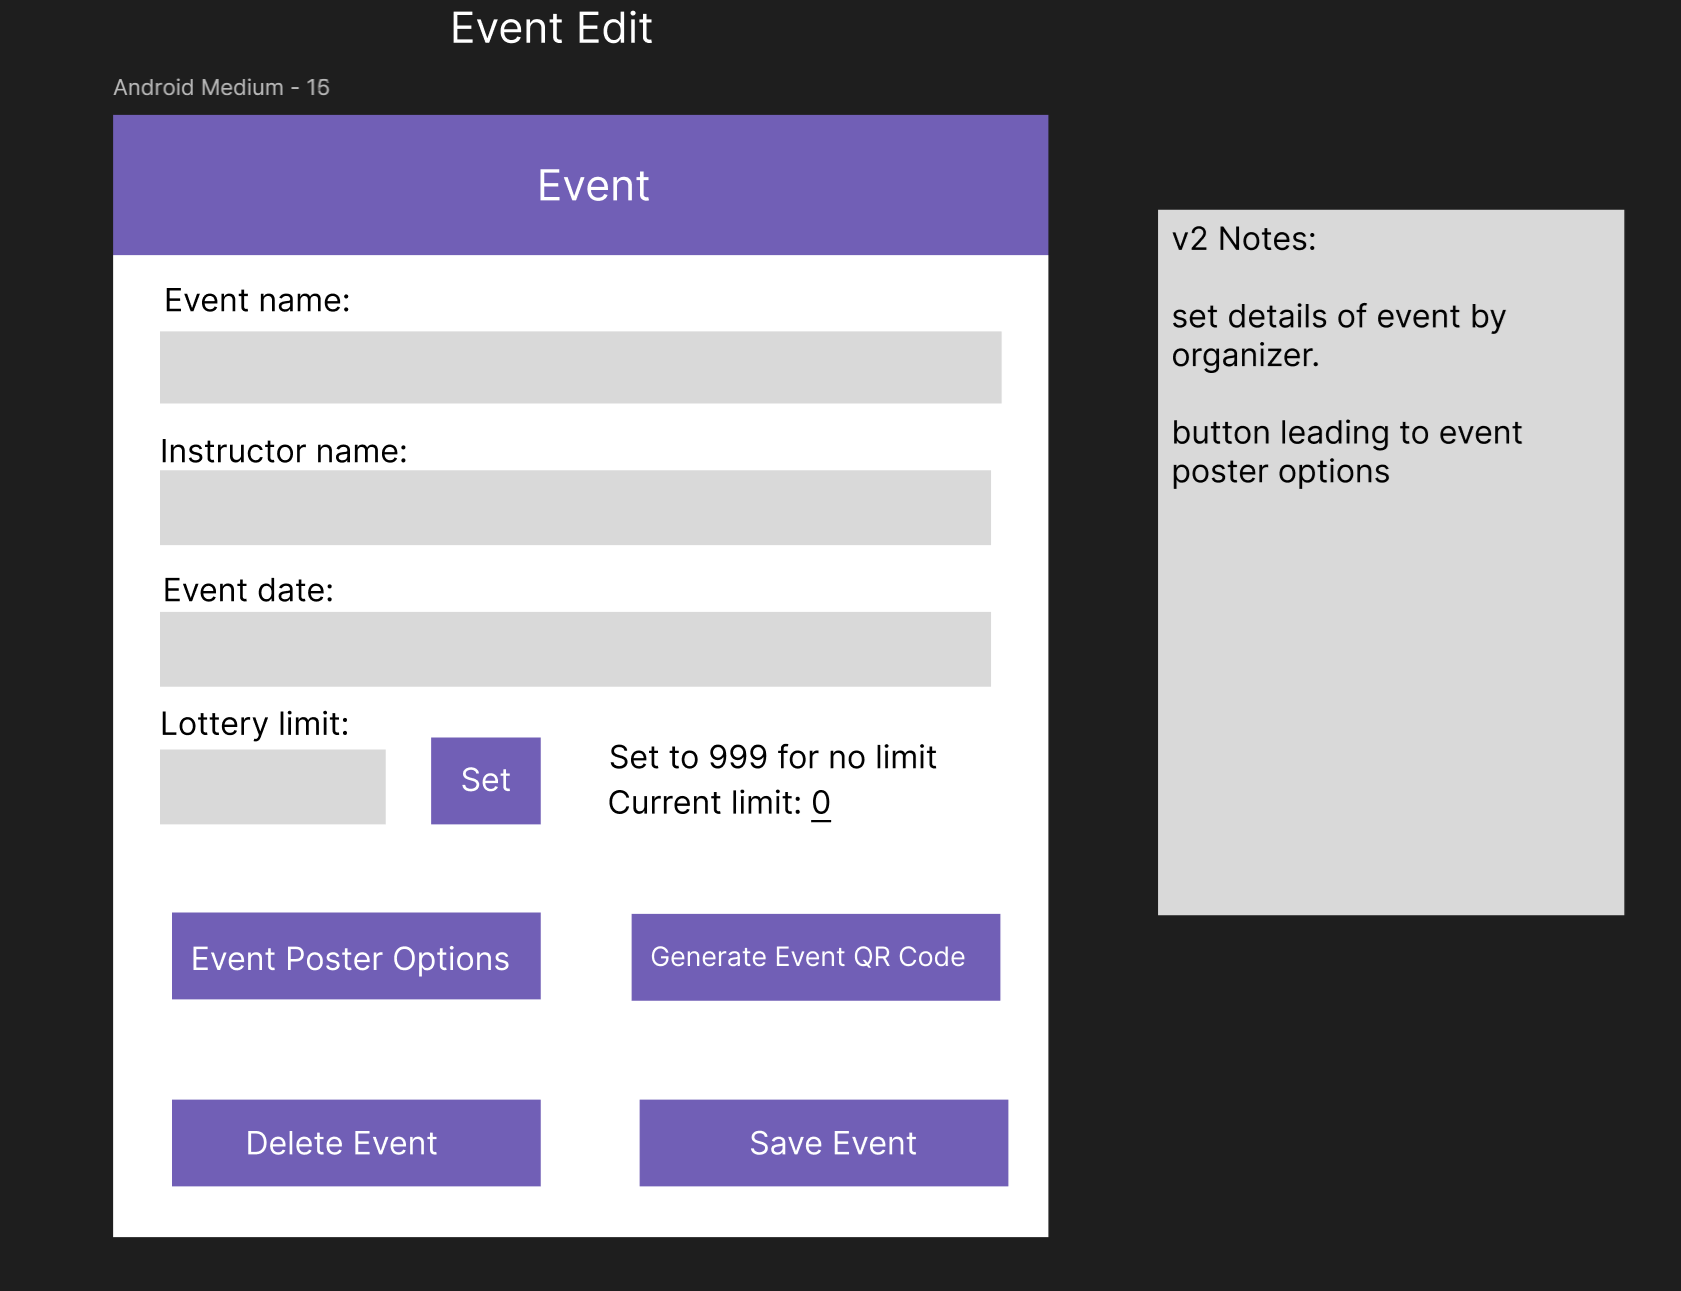 Event Edit
Android Medium - 15
Event
Event name:
Instructor name:
Event date:
Lottery limit:
Set
Set to 999 for no limit
Current limit: 0
Event Poster Options
Generate Event QR Code
Delete Event
Save Event
v2 Notes:
set details of event by
organizer.
button leading to event
poster options